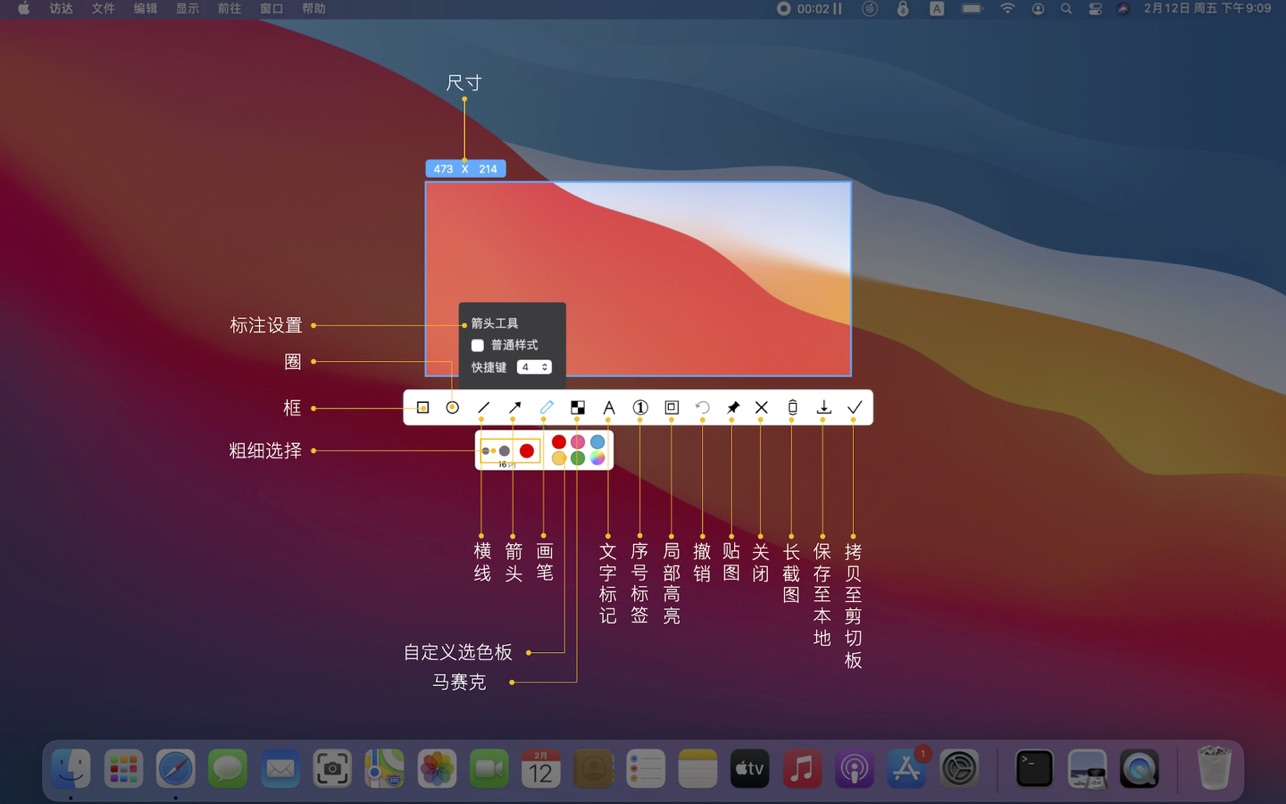 访达 文件 编辑 显示 前往 窗口 帮助 00:02 A 2月12日 周五 下午9:09
尺寸
473 X 214
标注设置
箭头工具
普通样式
快捷键 4
圈
框
A 1
粗细选择
横线
箭头
画笔
文字标记
序号标签
局部高亮
撤销
贴图
关闭
长截图
保存至本地
拷贝至剪切板
自定义选色板
马赛克
2月
12
tv
1
>_